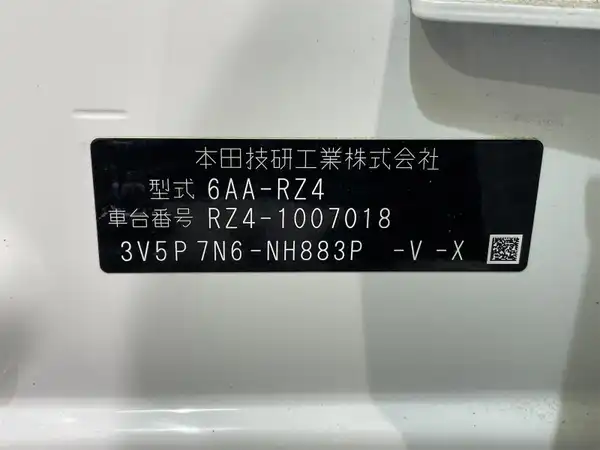 本田技研工業株式会社
型式 6AA-RZ4
車台番号 RZ4-1007018
3V5P 7N6-NH883P -V -X